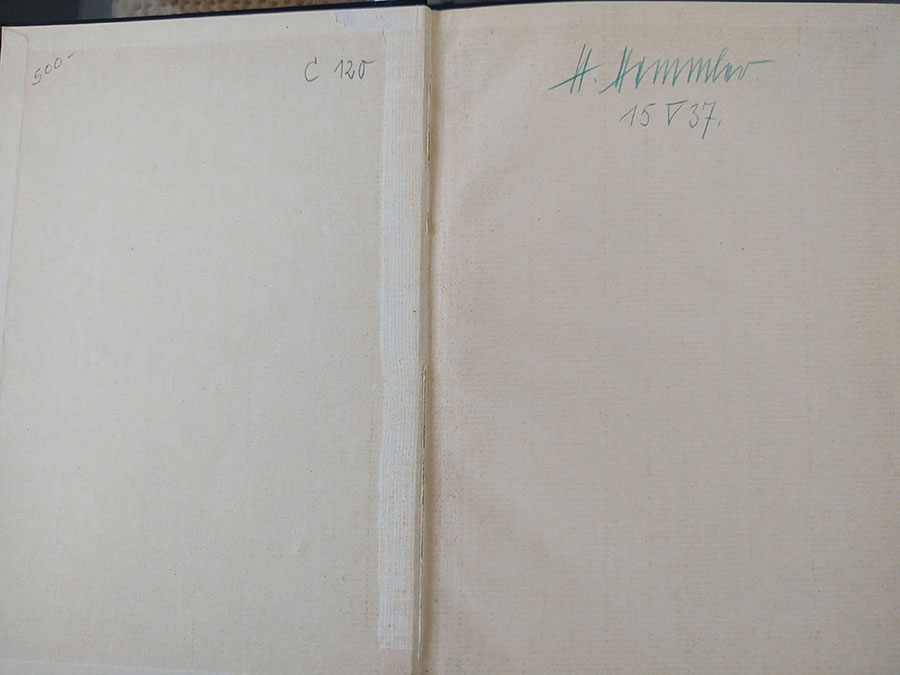 500-
C 120
H. Himmler
15 V 37.